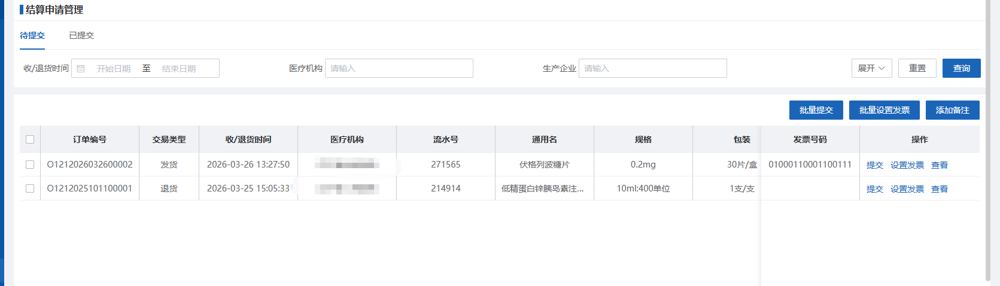 结算申请管理
待提交 已提交
收/退货时间 开始日期 至 结束日期 医疗机构 请输入 生产企业 请输入 展开 重置 查询
批量提交 批量设置发票 添加备注
订单编号 交易类型 收/退货时间 医疗机构 流水号 通用名 规格 包装 发票号码 操作
O1212026032600002 发货 2026-03-26 13:27:50 271565 伏格列波糖片 0.2mg 30片/盒 01000110001100111 提交 设置发票 查看
O1212025101100001 退货 2026-03-25 15:05:33 214914 低精蛋白锌胰岛素注... 10ml:400单位 1支/支 提交 设置发票 查看